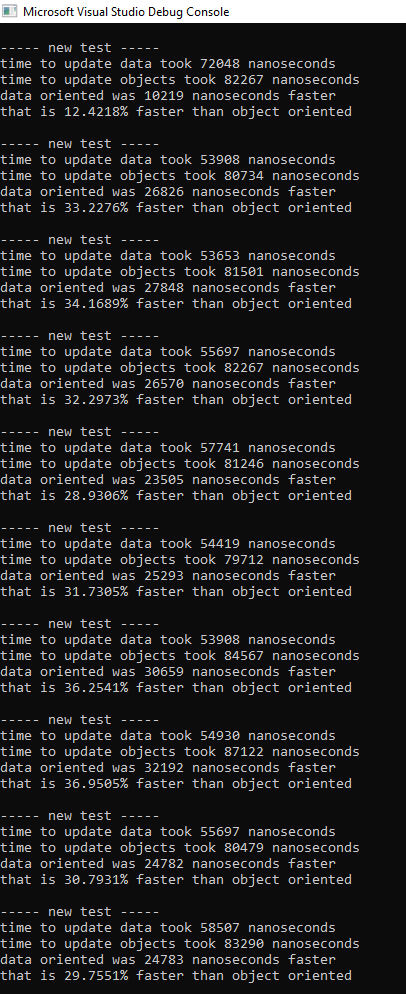 Microsoft Visual Studio Debug Console
----- new test -----
time to update data took 72048 nanoseconds
time to update objects took 82267 nanoseconds
data oriented was 10219 nanoseconds faster
that is 12.4218% faster than object oriented
----- new test -----
time to update data took 53908 nanoseconds
time to update objects took 80734 nanoseconds
data oriented was 26826 nanoseconds faster
that is 33.2276% faster than object oriented
----- new test -----
time to update data took 53653 nanoseconds
time to update objects took 81501 nanoseconds
data oriented was 27848 nanoseconds faster
that is 34.1689% faster than object oriented
----- new test -----
time to update data took 55697 nanoseconds
time to update objects took 82267 nanoseconds
data oriented was 26570 nanoseconds faster
that is 32.2973% faster than object oriented
----- new test -----
time to update data took 57741 nanoseconds
time to update objects took 81246 nanoseconds
data oriented was 23505 nanoseconds faster
that is 28.9306% faster than object oriented
----- new test -----
time to update data took 54419 nanoseconds
time to update objects took 79712 nanoseconds
data oriented was 25293 nanoseconds faster
that is 31.7305% faster than object oriented
----- new test -----
time to update data took 53908 nanoseconds
time to update objects took 84567 nanoseconds
data oriented was 30659 nanoseconds faster
that is 36.2541% faster than object oriented
----- new test -----
time to update data took 54930 nanoseconds
time to update objects took 87122 nanoseconds
data oriented was 32192 nanoseconds faster
that is 36.9505% faster than object oriented
----- new test -----
time to update data took 55697 nanoseconds
time to update objects took 80479 nanoseconds
data oriented was 24782 nanoseconds faster
that is 30.7931% faster than object oriented
----- new test -----
time to update data took 58507 nanoseconds
time to update objects took 83290 nanoseconds
data oriented was 24783 nanoseconds faster
that is 29.7551% faster than object oriented